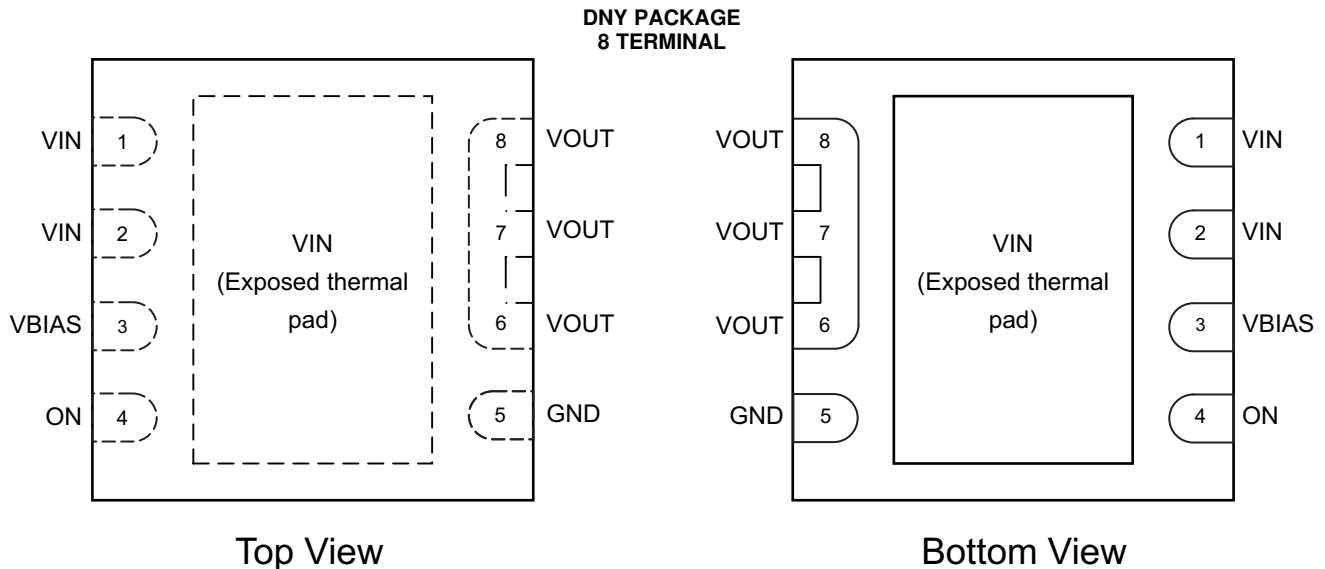 DNY PACKAGE
8 TERMINAL
VIN 1
8 VOUT
VIN 2
7 VOUT
VIN
(Exposed thermal
pad)
VBIAS 3
6 VOUT
ON 4
5 GND
Top View
VOUT 8
1 VIN
VOUT 7
2 VIN
VIN
(Exposed thermal
pad)
VOUT 6
3 VBIAS
GND 5
4 ON
Bottom View